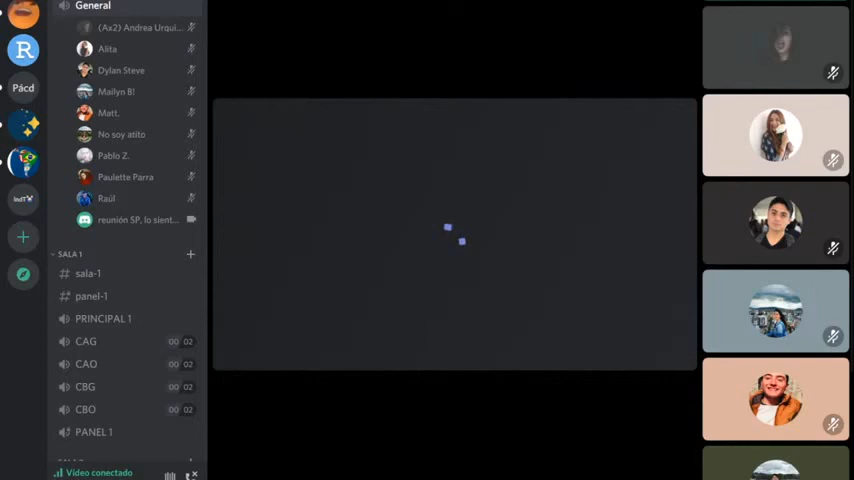 General
(Ax2) Andrea Urqui...
Alita
Dylan Steve
Mailyn B!
Matt.
No soy atito
Pablo Z.
Paulette Parra
Raúl
reunión SP, lo sient...
R
Pácd
SALA 1
sala-1
panel-1
PRINCIPAL 1
CAG 00 02
CAO 00 02
CBG 00 02
CBO 00 02
PANEL 1
Video conectado